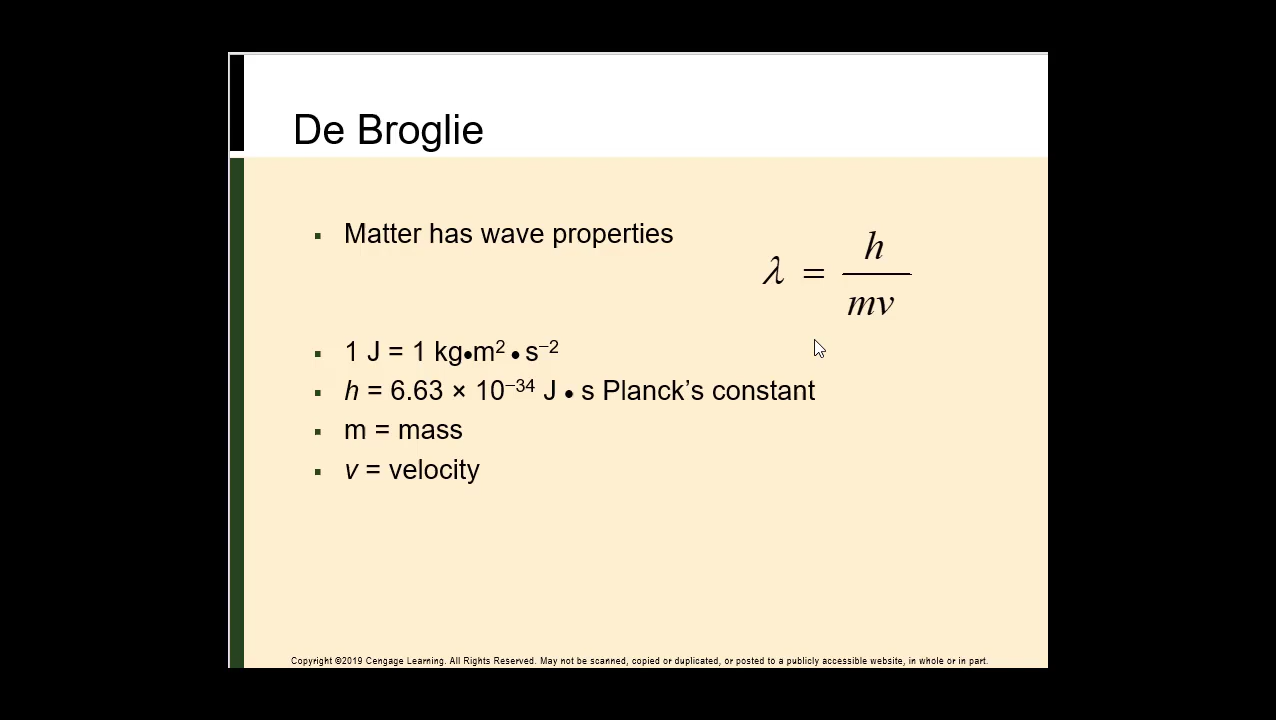 De Broglie
▪ Matter has wave properties
λ = h/mv
▪ 1 J = 1 kg•m² • s⁻²
▪ h = 6.63 × 10⁻³⁴ J • s Planck’s constant
▪ m = mass
▪ v = velocity
Copyright ©2019 Cengage Learning. All Rights Reserved. May not be scanned, copied or duplicated, or posted to a publicly accessible website, in whole or in part.